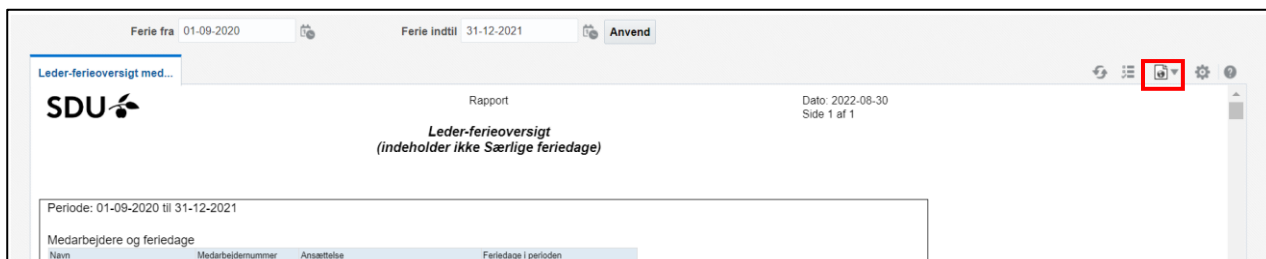 Ferie fra 01-09-2020 Ferie indtil 31-12-2021 Anvend
Leder-ferieoversigt med...
SDU Rapport Dato: 2022-08-30
Side 1 af 1
Leder-ferieoversigt
(indeholder ikke Særlige feriedage)
Periode: 01-09-2020 til 31-12-2021
Medarbejdere og feriedage
Navn Medarbejdernummer Ansættelse Feriedage i perioden